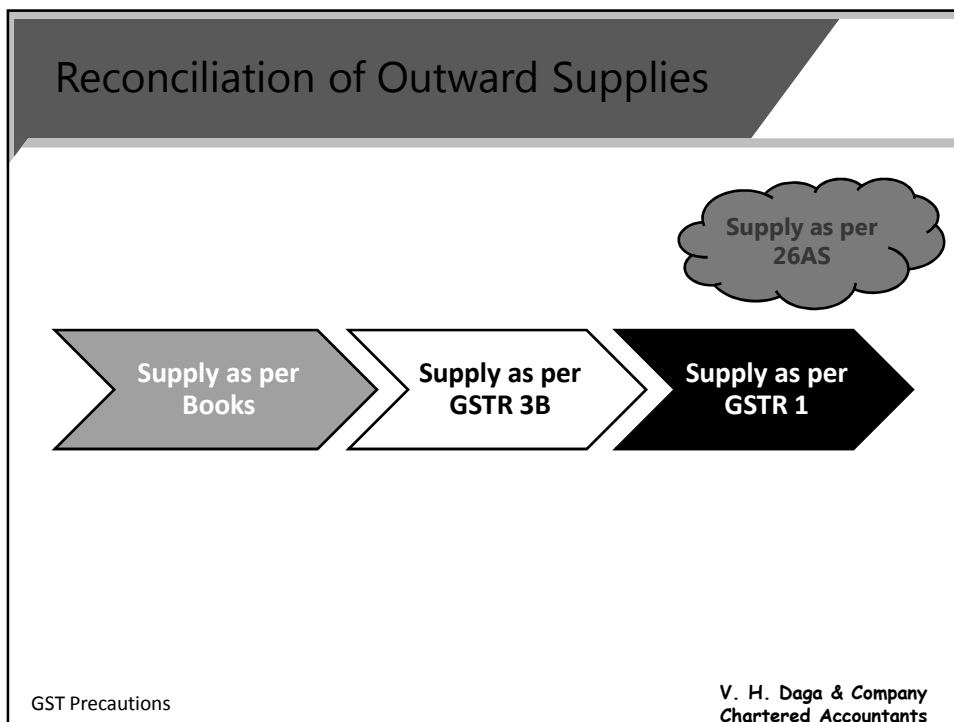 Reconciliation of Outward Supplies
Supply as per
26AS
Supply as per
Books
Supply as per
GSTR 3B
Supply as per
GSTR 1
GST Precautions
V. H. Daga & Company
Chartered Accountants